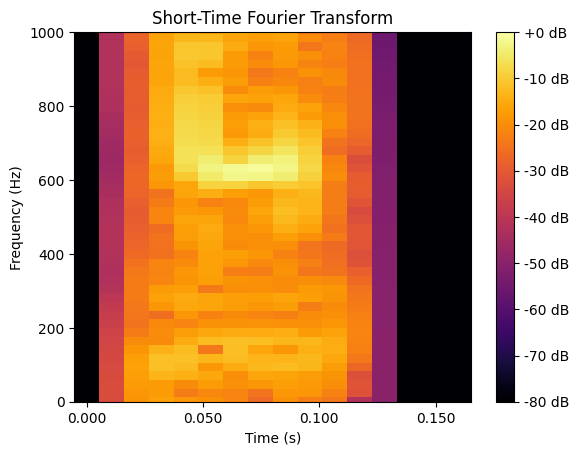 Short-Time Fourier Transform
1000
800
600
400
200
0
Frequency (Hz)
0.000
0.050
0.100
0.150
Time (s)
+0 dB
-10 dB
-20 dB
-30 dB
-40 dB
-50 dB
-60 dB
-70 dB
-80 dB